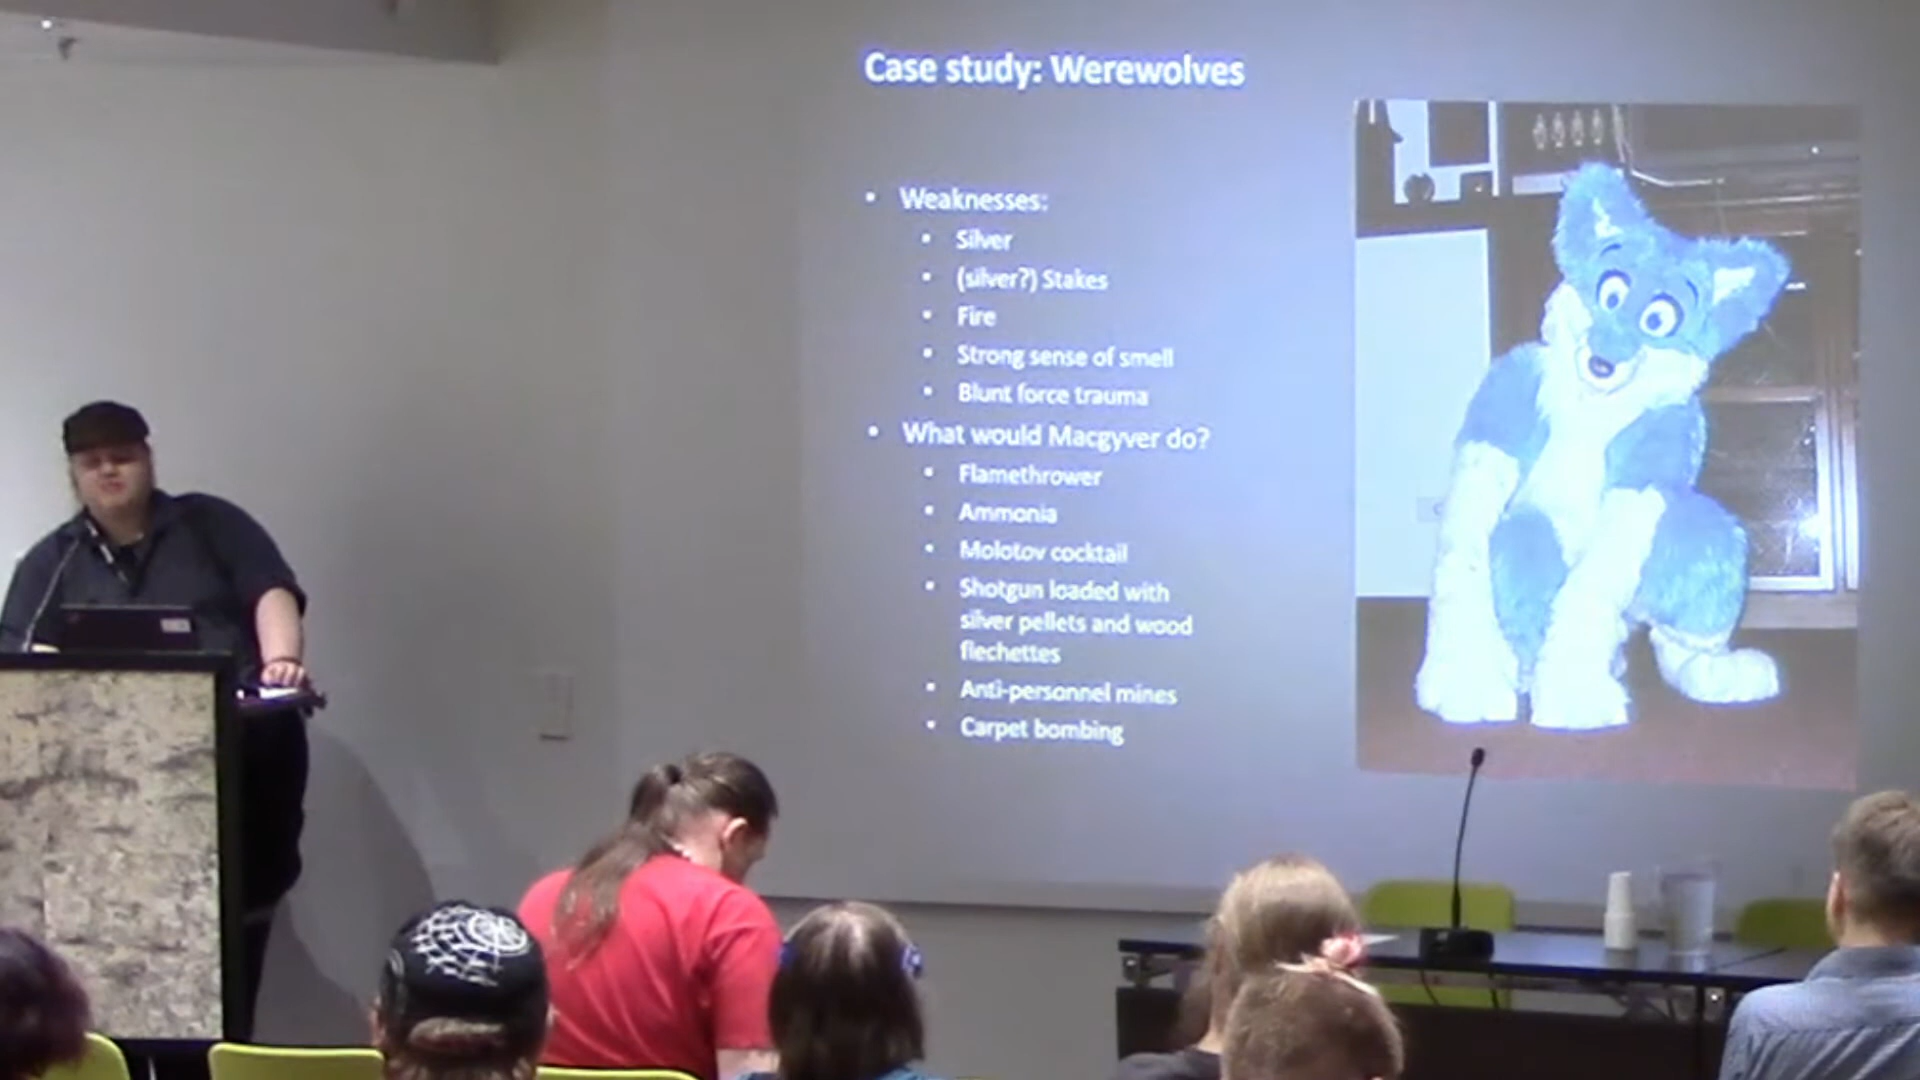 Case study: Werewolves
• Weaknesses:
• Silver
• (silver?) Stakes
• Fire
• Strong sense of smell
• Blunt force trauma
• What would Macgyver do?
• Flamethrower
• Ammonia
• Molotov cocktail
• Shotgun loaded with
silver pellets and wood
flechettes
• Anti-personnel mines
• Carpet bombing